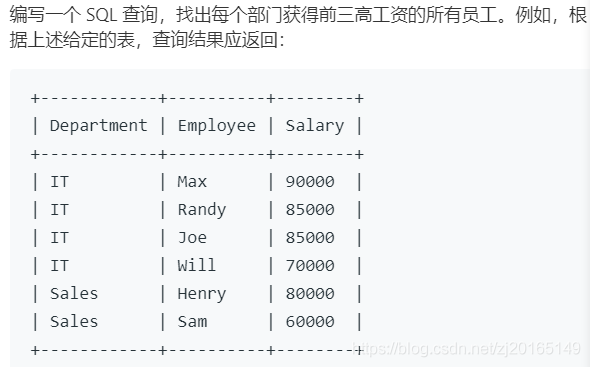 编写一个 SQL 查询，找出每个部门获得前三高工资的所有员工。例如，根
据上述给定的表，查询结果应返回：
+------------+----------+--------+
| Department | Employee | Salary |
+------------+----------+--------+
| IT         | Max      | 90000  |
| IT         | Randy    | 85000  |
| IT         | Joe      | 85000  |
| IT         | Will     | 70000  |
| Sales      | Henry    | 80000  |
| Sales      | Sam      | 60000  |
+------------+----------+--------+
https://blog.csdn.net/zj20165149